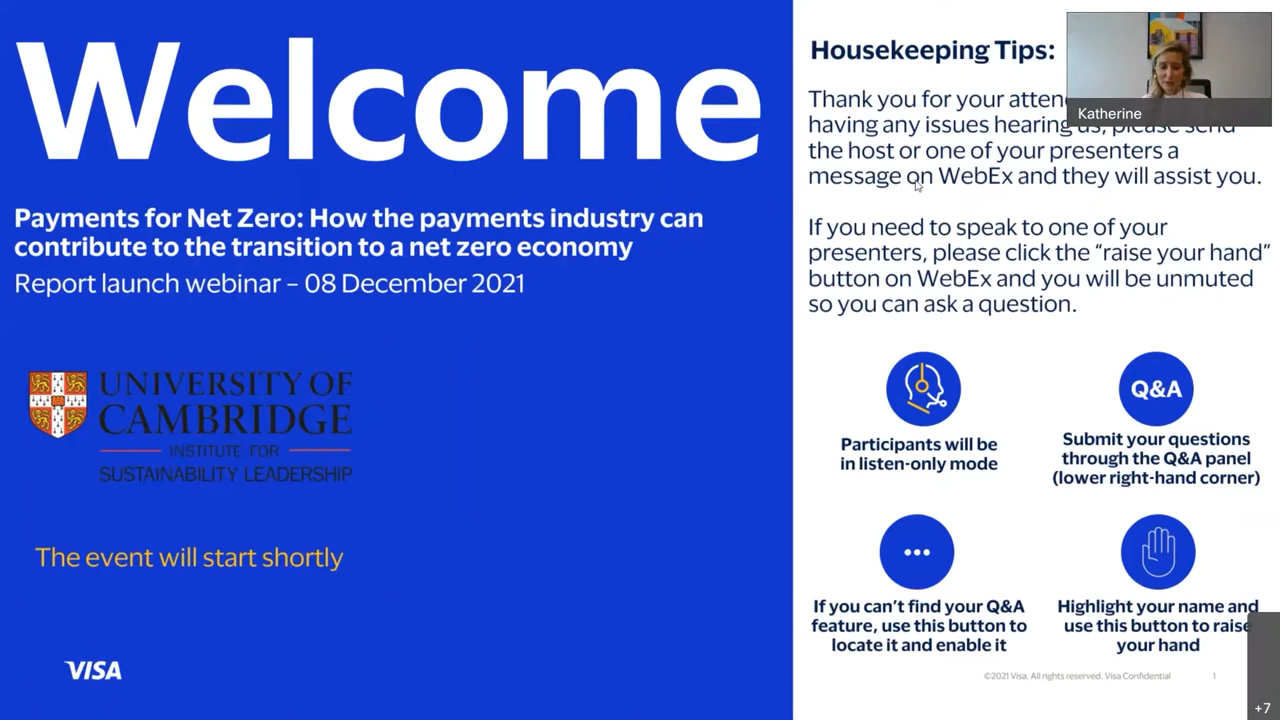 Welcome
Payments for Net Zero: How the payments industry can
contribute to the transition to a net zero economy
Report launch webinar – 08 December 2021
UNIVERSITY OF
CAMBRIDGE
INSTITUTE FOR
SUSTAINABILITY LEADERSHIP
The event will start shortly
VISA
Housekeeping Tips:
Katherine
Thank you for your
having any issues hearing us, please send
the host or one of your presenters a
message on WebEx and they will assist you.
If you need to speak to one of your
presenters, please click the “raise your hand”
button on WebEx and you will be unmuted
so you can ask a question.
Participants will be
in listen-only mode
Q&A
Submit your questions
through the Q&A panel
(lower right-hand corner)
If you can’t find your Q&A
feature, use this button to
locate it and enable it
Highlight your name and
use this button to raise
your hand
©2021 Visa. All rights reserved. Visa Confidential
1
+7